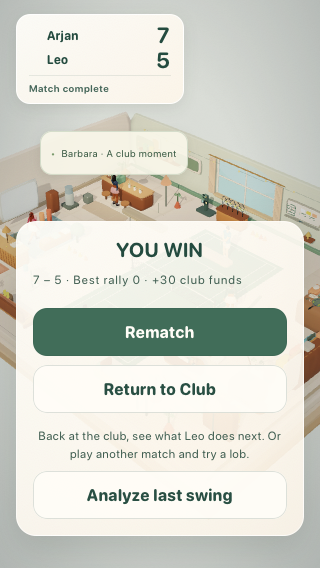 Arjan 7
Leo 5
Match complete
· Barbara · A club moment
YOU WIN
7 – 5 · Best rally 0 · +30 club funds
Rematch
Return to Club
Back at the club, see what Leo does next. Or
play another match and try a lob.
Analyze last swing